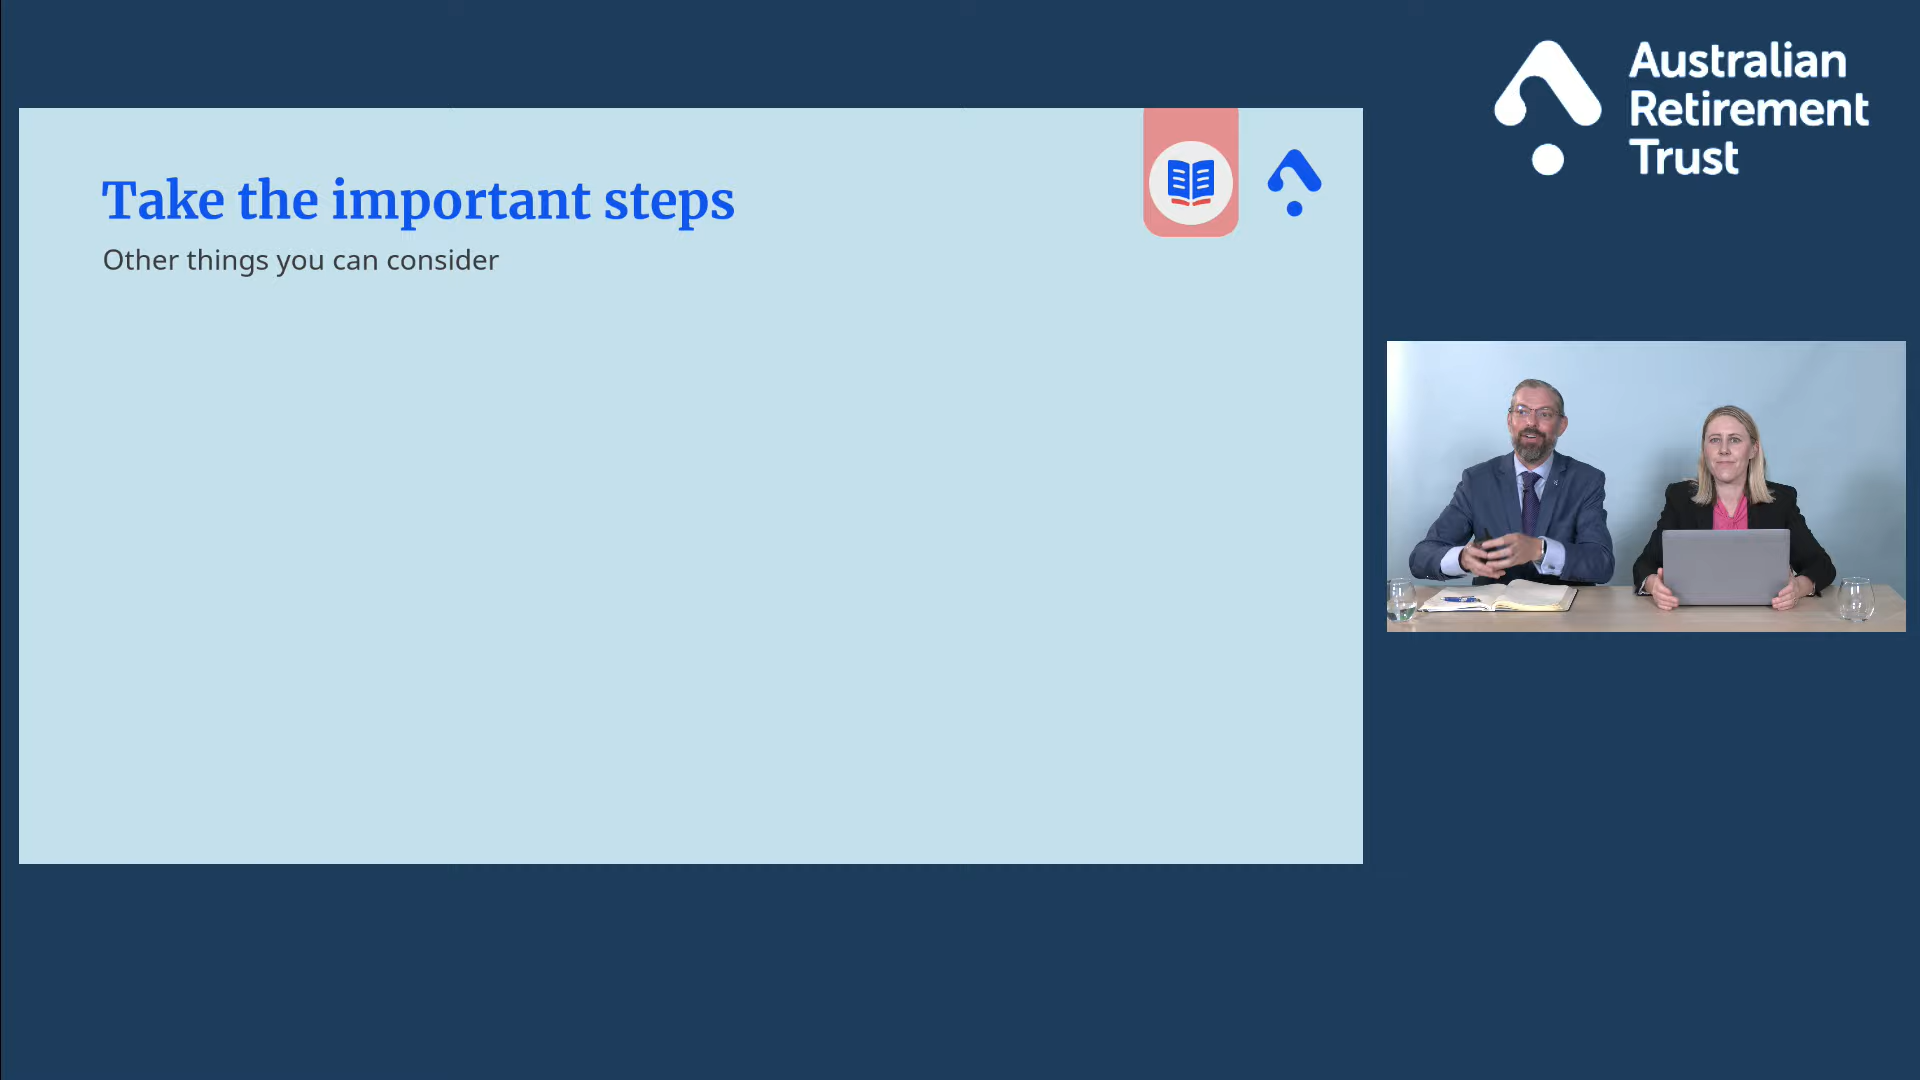 Australian
Retirement
Trust
Take the important steps
Other things you can consider